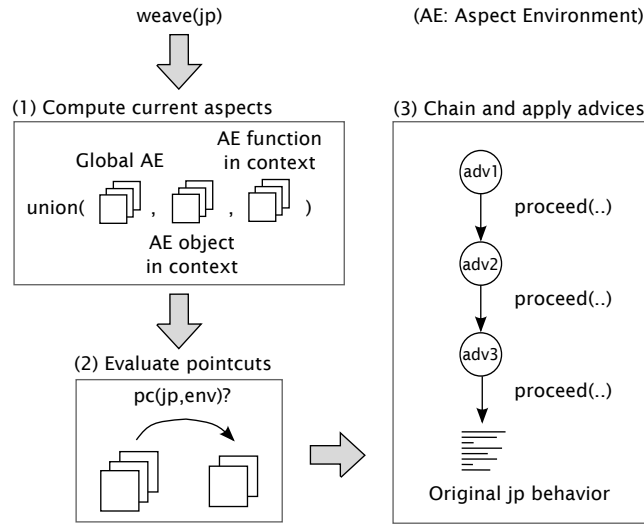 weave(jp)
(AE: Aspect Environment)
(1) Compute current aspects
AE function
in context
Global AE
union( , , )
AE object
in context
(2) Evaluate pointcuts
pc(jp,env)?
(3) Chain and apply advices
adv1
proceed(..)
adv2
proceed(..)
adv3
proceed(..)
Original jp behavior